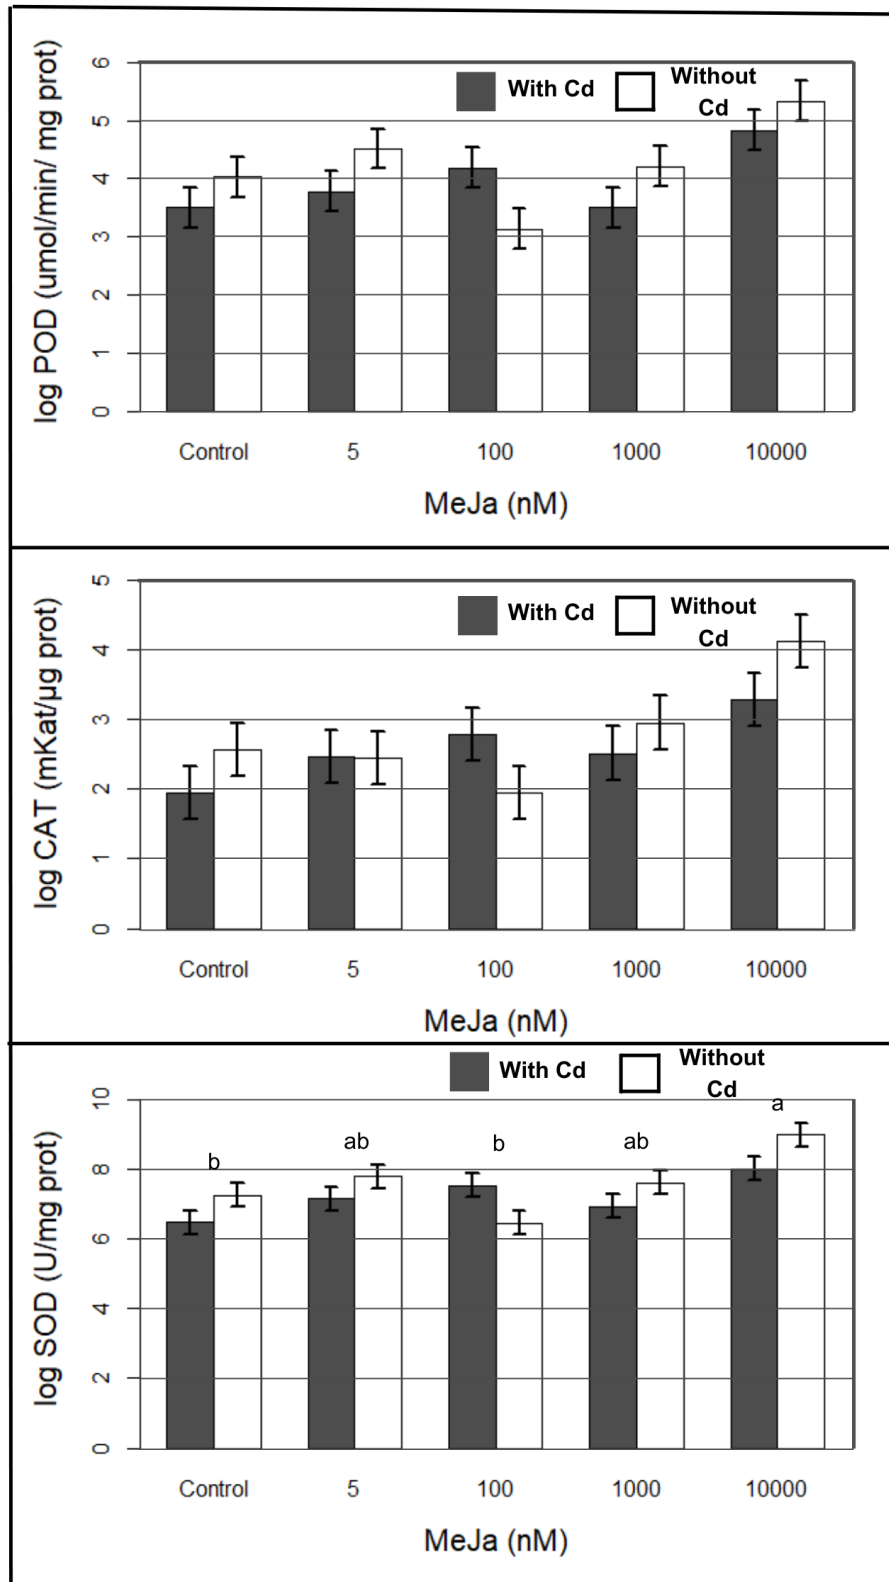 With Cd
Without
Cd
log POD (umol/min/ mg prot)
6
5
4
3
2
1
0
Control 5 100 1000 10000
MeJa (nM)
With Cd
Without
Cd
log CAT (mKat/µg prot)
5
4
3
2
1
0
Control 5 100 1000 10000
MeJa (nM)
With Cd
Without
Cd
log SOD (U/mg prot)
10
8
6
4
2
0
b ab b ab a
Control 5 100 1000 10000
MeJa (nM)